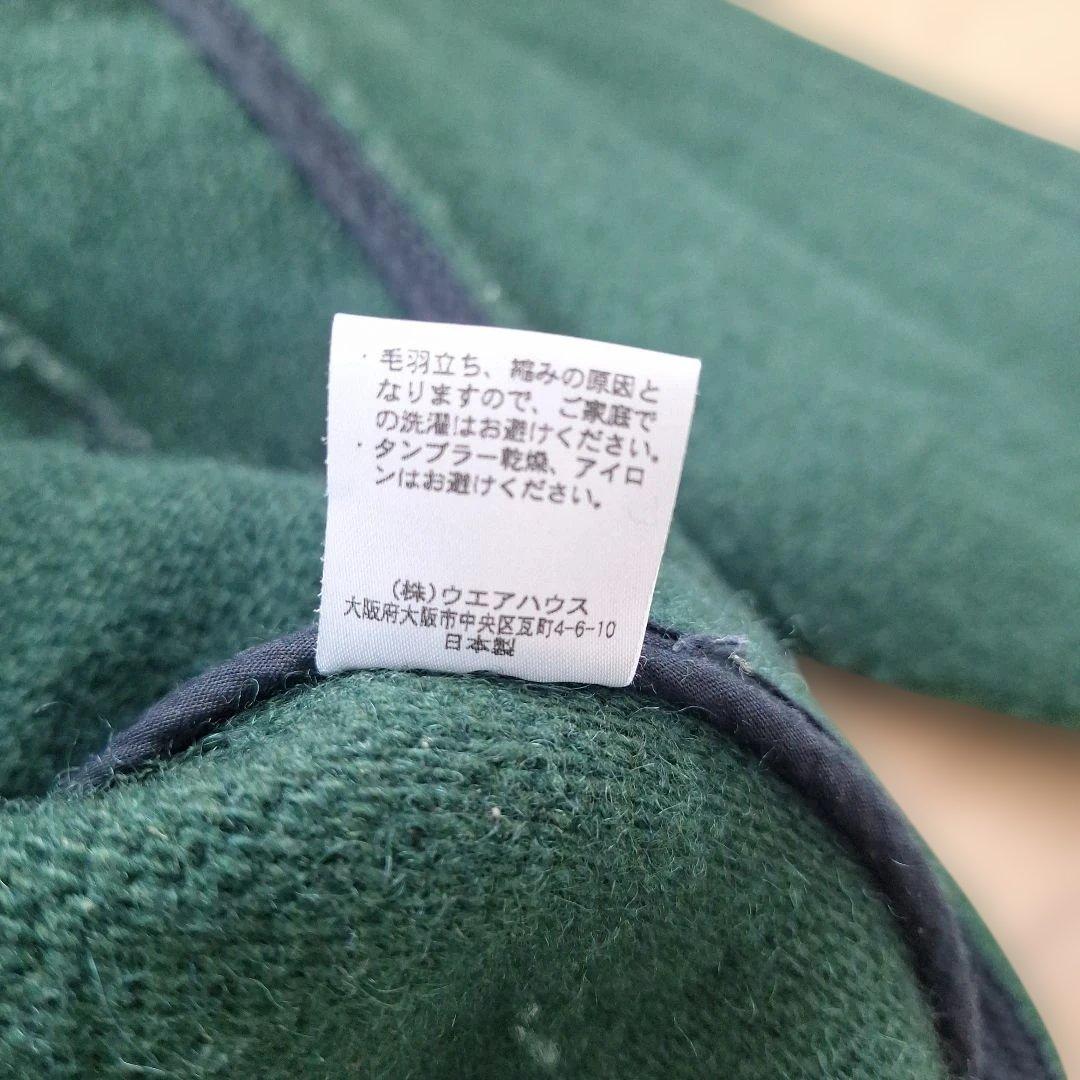 ・毛羽立ち、縮みの原因と
なりますので、ご家庭で
の洗濯はお避けください。
・タンブラー乾燥、アイロ
ンはお避けください。
(株)ウエアハウス
大阪府大阪市中央区瓦町4-6-10
日本製